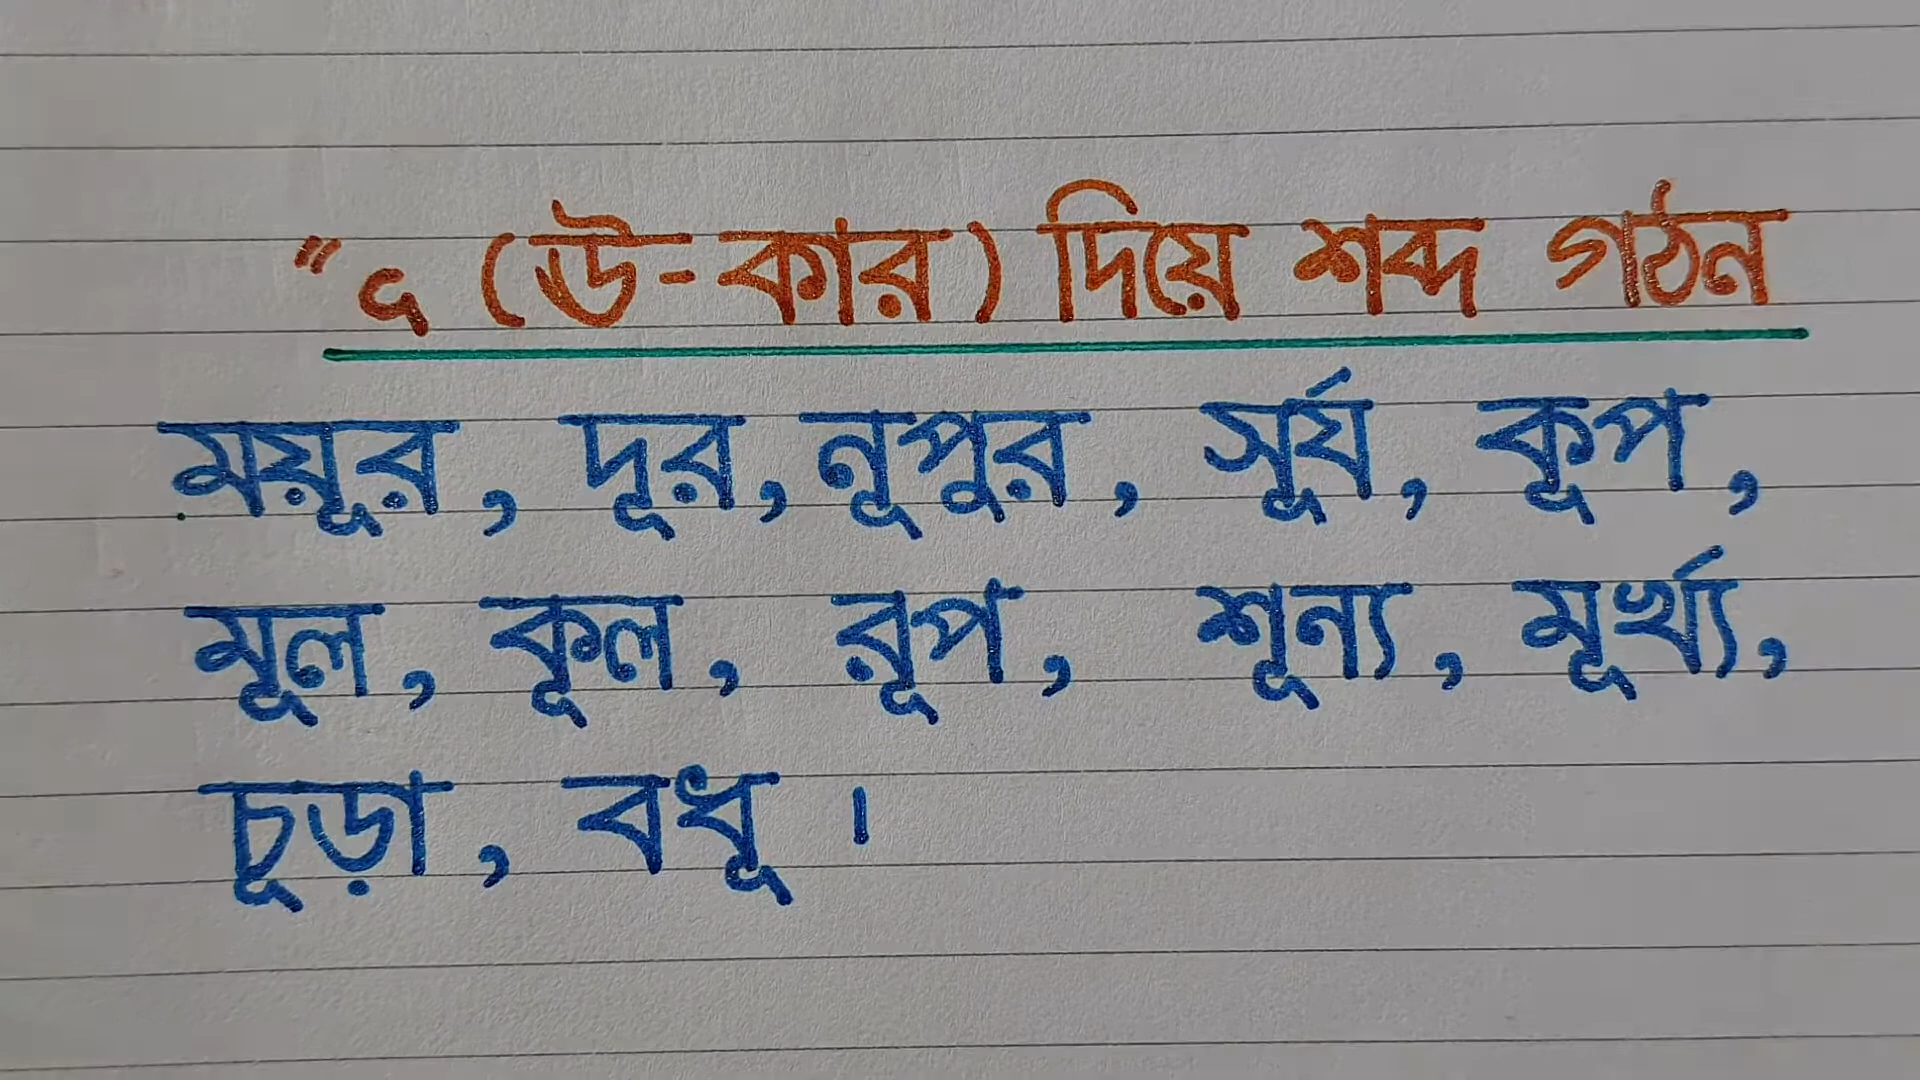 " ূ (ঊ-কার) দিয়ে শব্দ গঠন
ময়ূর, দূর, নূপুর, সূর্য, কূপ,
মূল, কূল, রূপ, শূন্য, মূর্খ্য,
চূড়া, বধূ ।